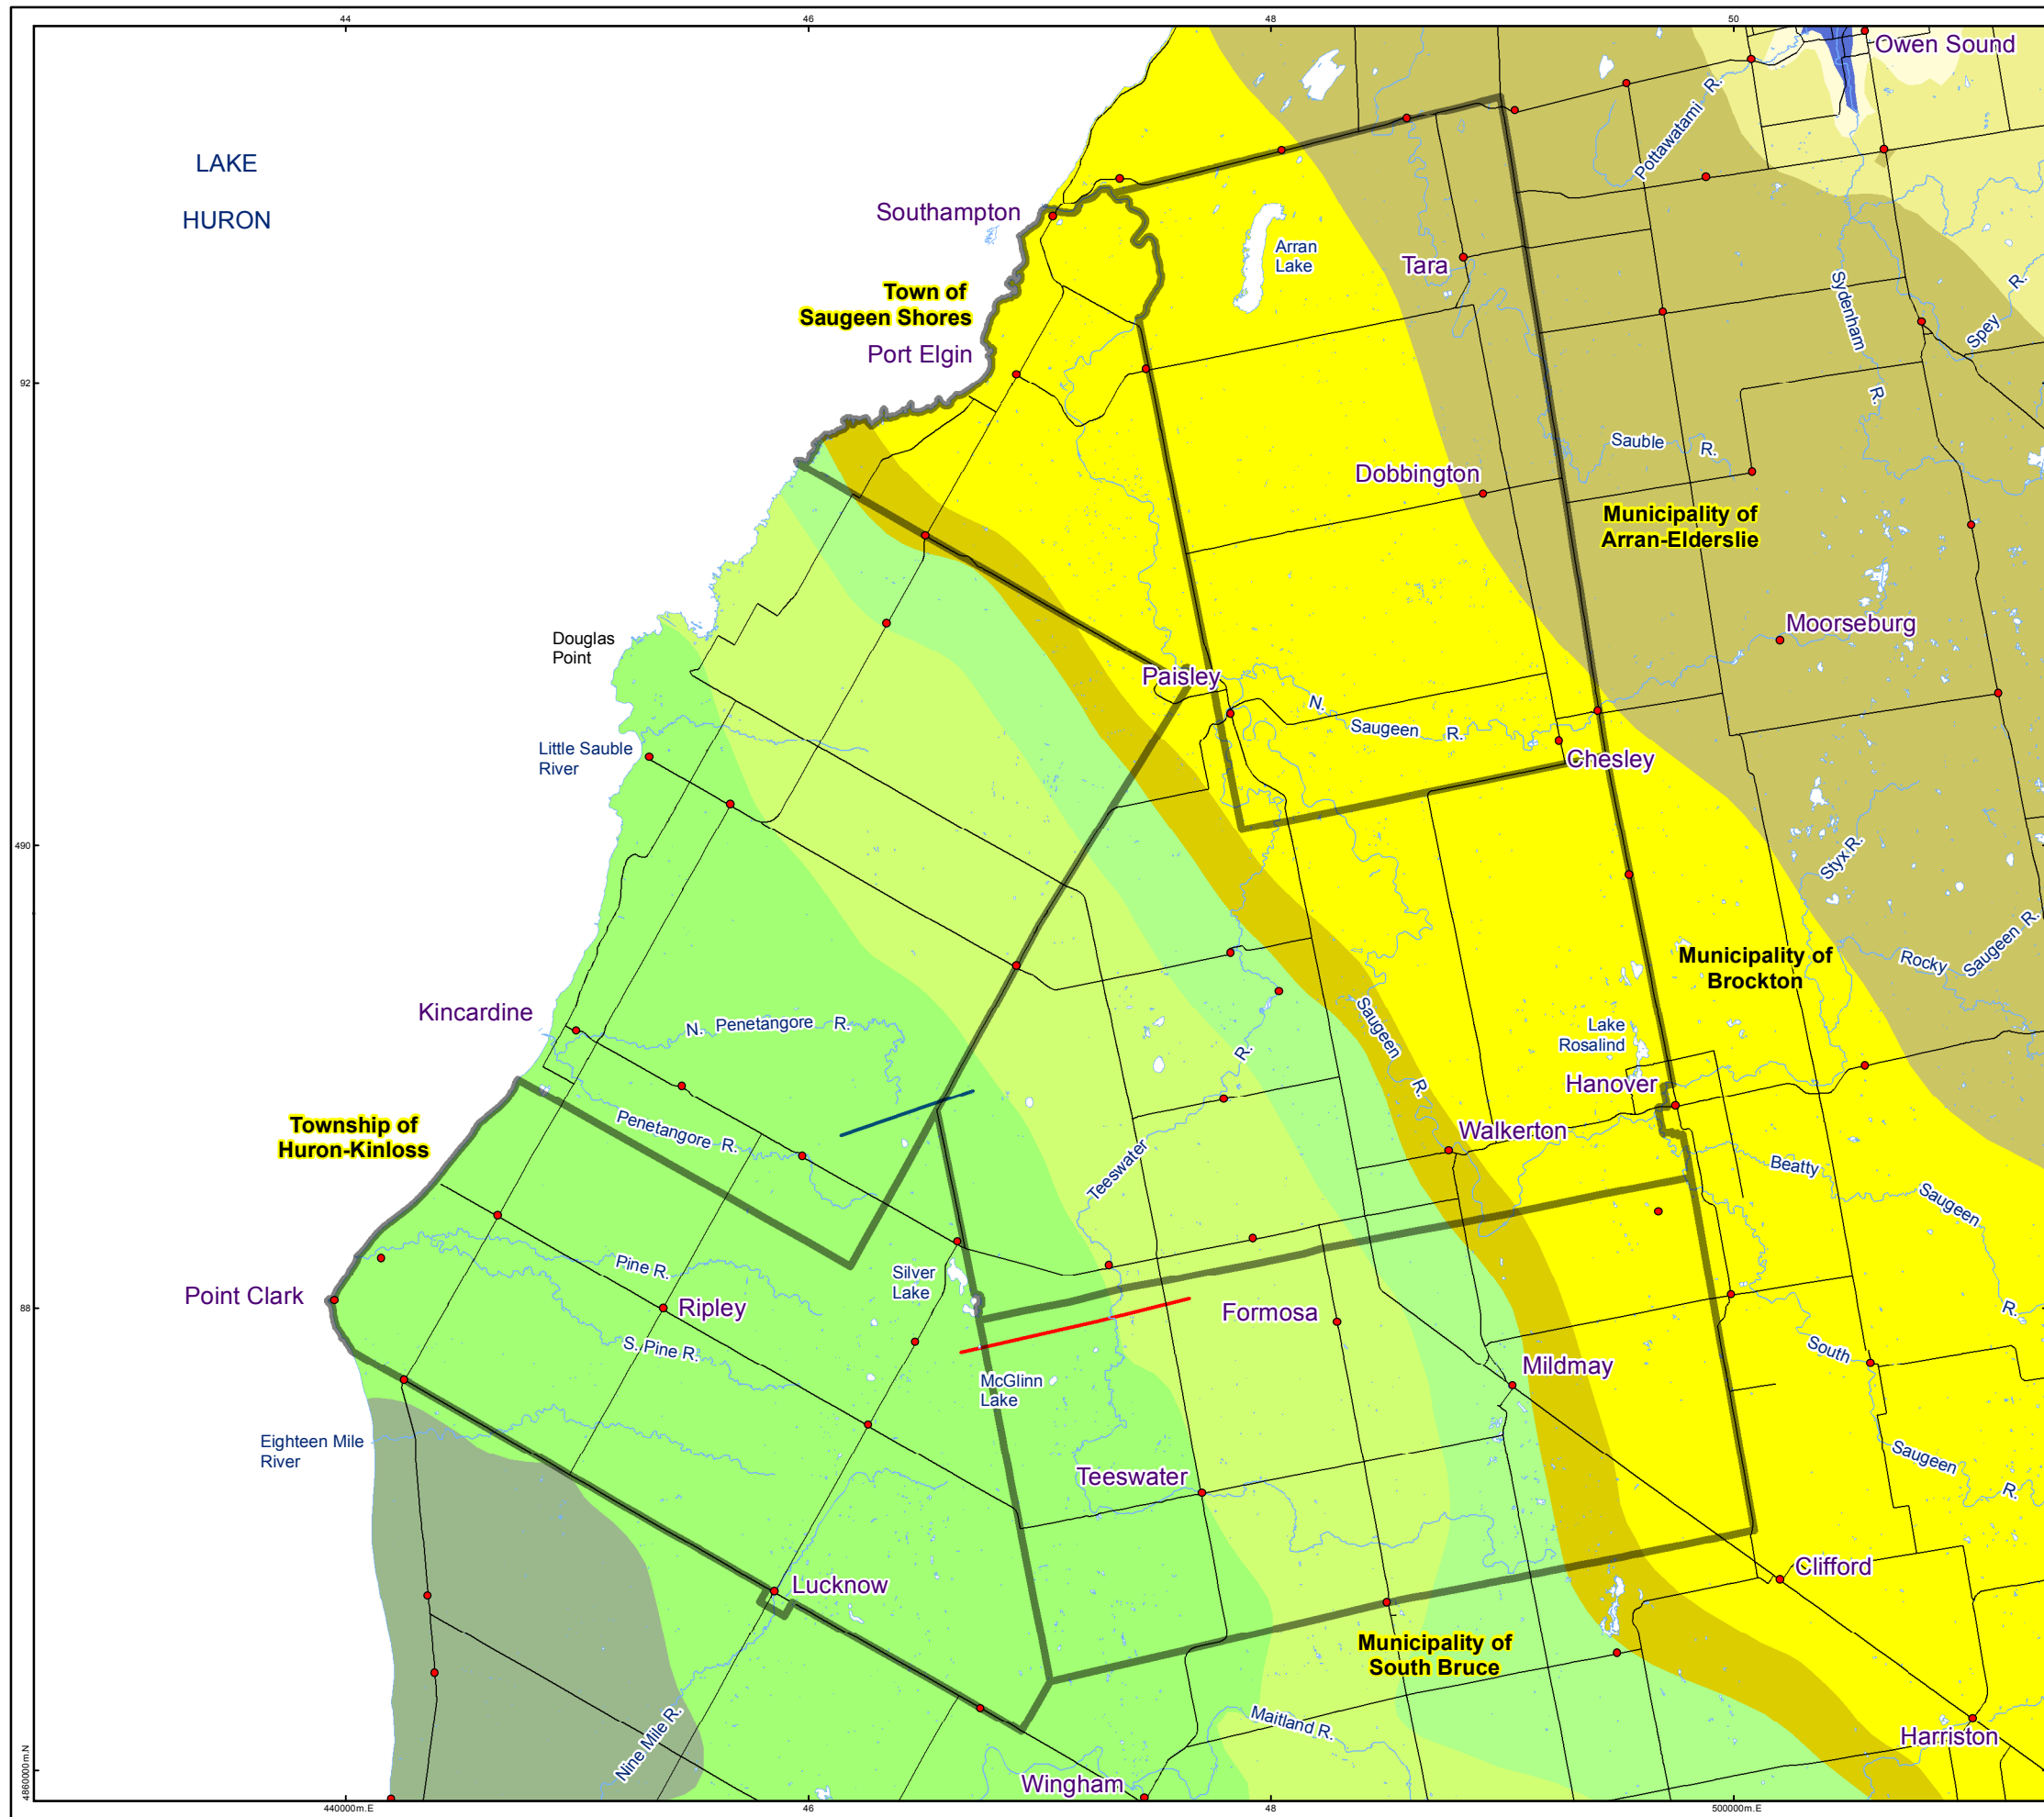 44
46
48
50
Owen Sound
LAKE
HURON
Pottawatami R.
Southampton
Arran
Lake
Tara
Sydenham
R.
Spey R.
Town of
Saugeen Shores
Port Elgin
92
Sauble R.
Dobbington
Municipality of
Arran-Elderslie
Douglas
Point
Moorseburg
Paisley
N. Saugeen R.
Little Sauble
River
Chesley
490
Styx R.
Municipality of
Brockton
Rocky Saugeen R.
Kincardine
N. Penetangore R.
Saugeen R.
Lake
Rosalind
R.
Hanover
Township of
Huron-Kinloss
Penetangore R.
Walkerton
Teeswater
Beatty
Saugeen
R.
Pine R.
Silver
Lake
Point Clark
88
Ripley
Formosa
S. Pine R.
South
Mildmay
McGlinn
Lake
Eighteen Mile
River
Saugeen
R.
Teeswater
Lucknow
Clifford
Municipality of
South Bruce
Maitland R.
Nine Mile R.
Harriston
Wingham
4860000m.N
440000m.E
46
48
500000m.E